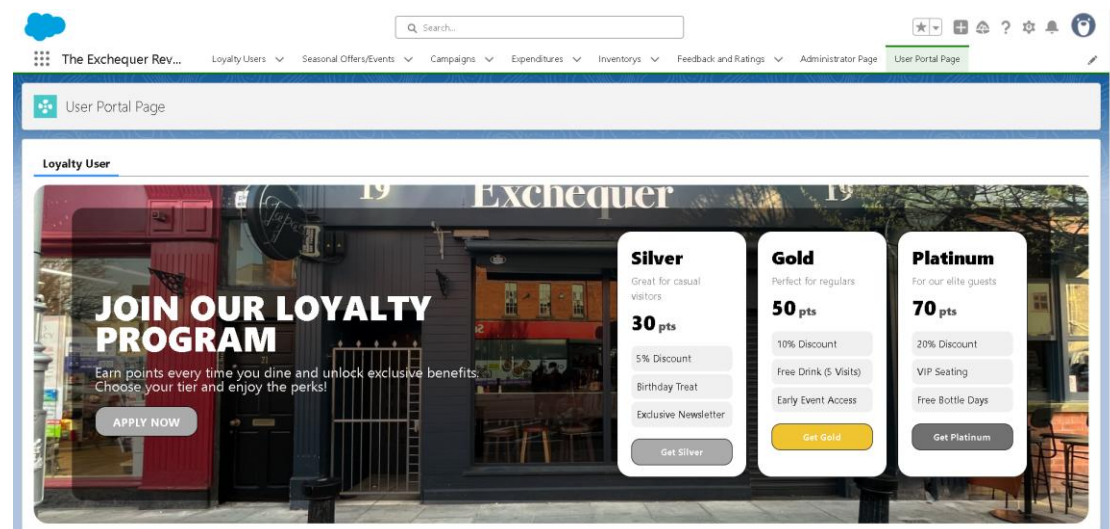 Search...
The Exchequer Rev...
Loyalty Users
Seasonal Offers/Events
Campaigns
Expenditures
Inventorys
Feedback and Ratings
Administrator Page
User Portal Page
User Portal Page
Loyalty User
19
Exchequer
19
JOIN OUR LOYALTY
PROGRAM
Earn points every time you dine and unlock exclusive benefits.
Choose your tier and enjoy the perks!
APPLY NOW
Silver
Great for casual
visitors
30 pts
5% Discount
Birthday Treat
Exclusive Newsletter
Get Silver
Gold
Perfect for regulars
50 pts
10% Discount
Free Drink (5 Visits)
Early Event Access
Get Gold
Platinum
For our elite guests
70 pts
20% Discount
VIP Seating
Free Bottle Days
Get Platinum